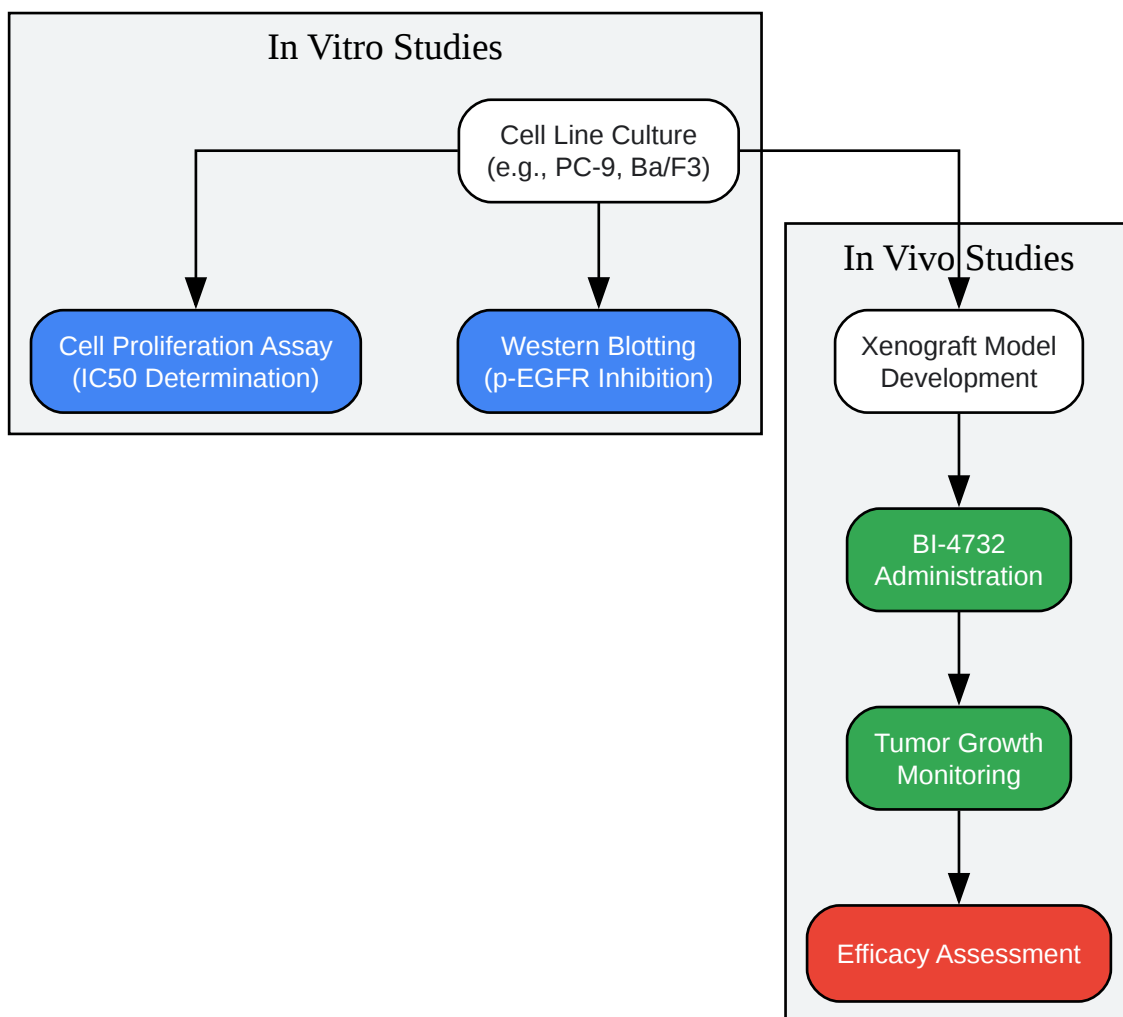 In Vitro Studies
Cell Line Culture
(e.g., PC-9, Ba/F3)
Cell Proliferation Assay
(IC50 Determination)
Western Blotting
(p-EGFR Inhibition)
In Vivo Studies
Xenograft Model
Development
BI-4732
Administration
Tumor Growth
Monitoring
Efficacy Assessment